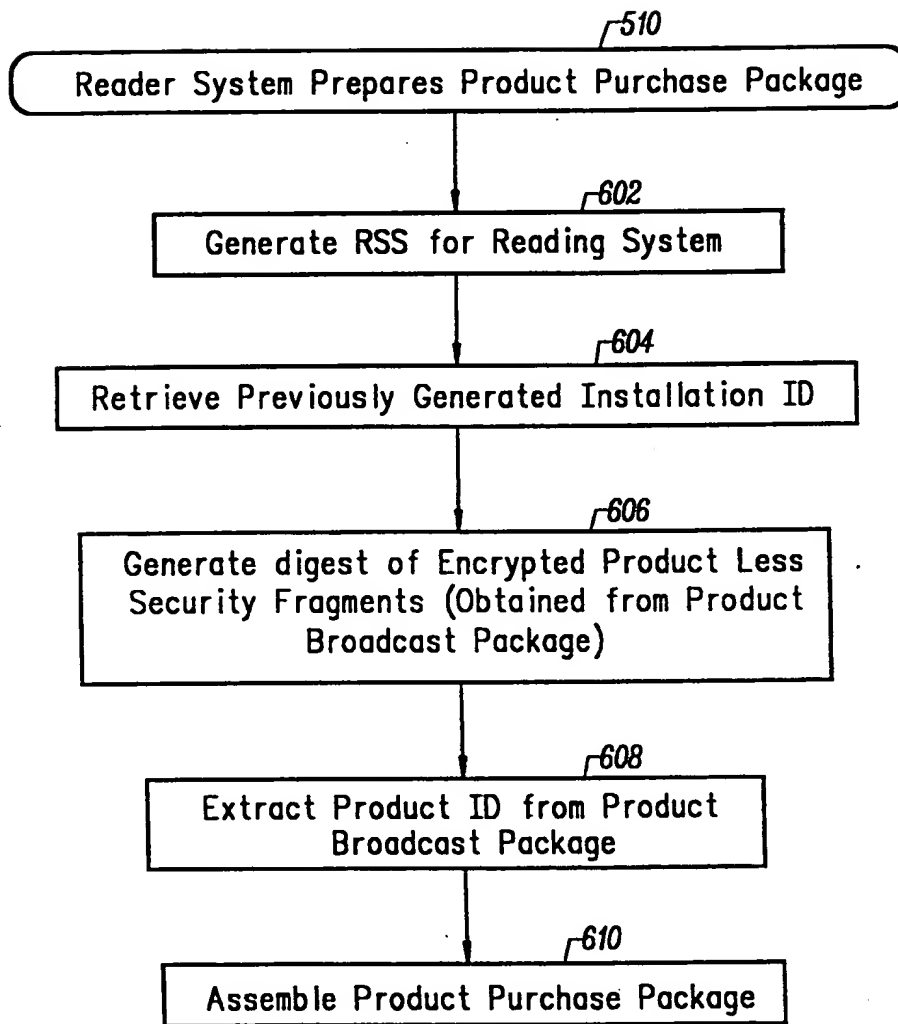 510
Reader System Prepares Product Purchase Package
602
Generate RSS for Reading System
604
Retrieve Previously Generated Installation ID
606
Generate digest of Encrypted Product Less
Security Fragments (Obtained from Product
Broadcast Package)
608
Extract Product ID from Product
Broadcast Package
610
Assemble Product Purchase Package